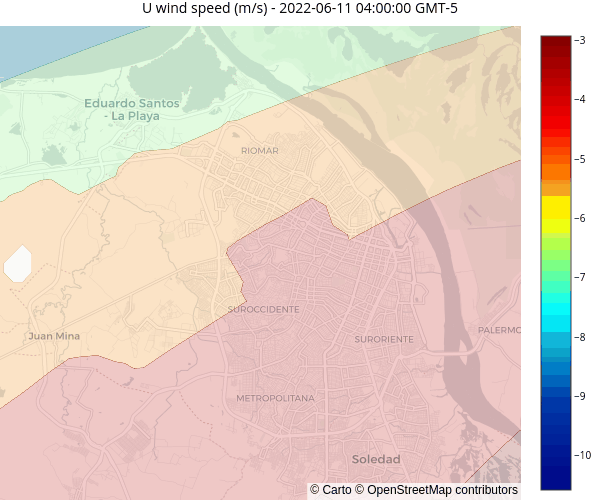 U wind speed (m/s) - 2022-06-11 04:00:00 GMT-5
Eduardo Santos
- La Playa
RIOMAR
SUROCCIDENTE
Juan Mina
SURORIENTE
PALERMO
METROPOLITANA
Soledad
© Carto © OpenStreetMap contributors
−3
−4
−5
−6
−7
−8
−9
−10